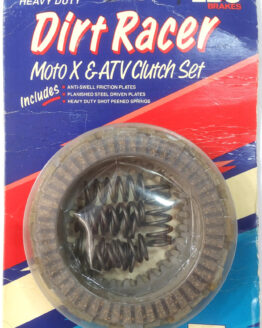 HEAVY DUTY
BRAKES
Dirt Racer
Moto X & ATV Clutch Set
Includes
• ANTI-SWELL FRICTION PLATES
• PLANISHED STEEL DRIVEN PLATES
• HEAVY DUTY SHOT PEENED SPRINGS